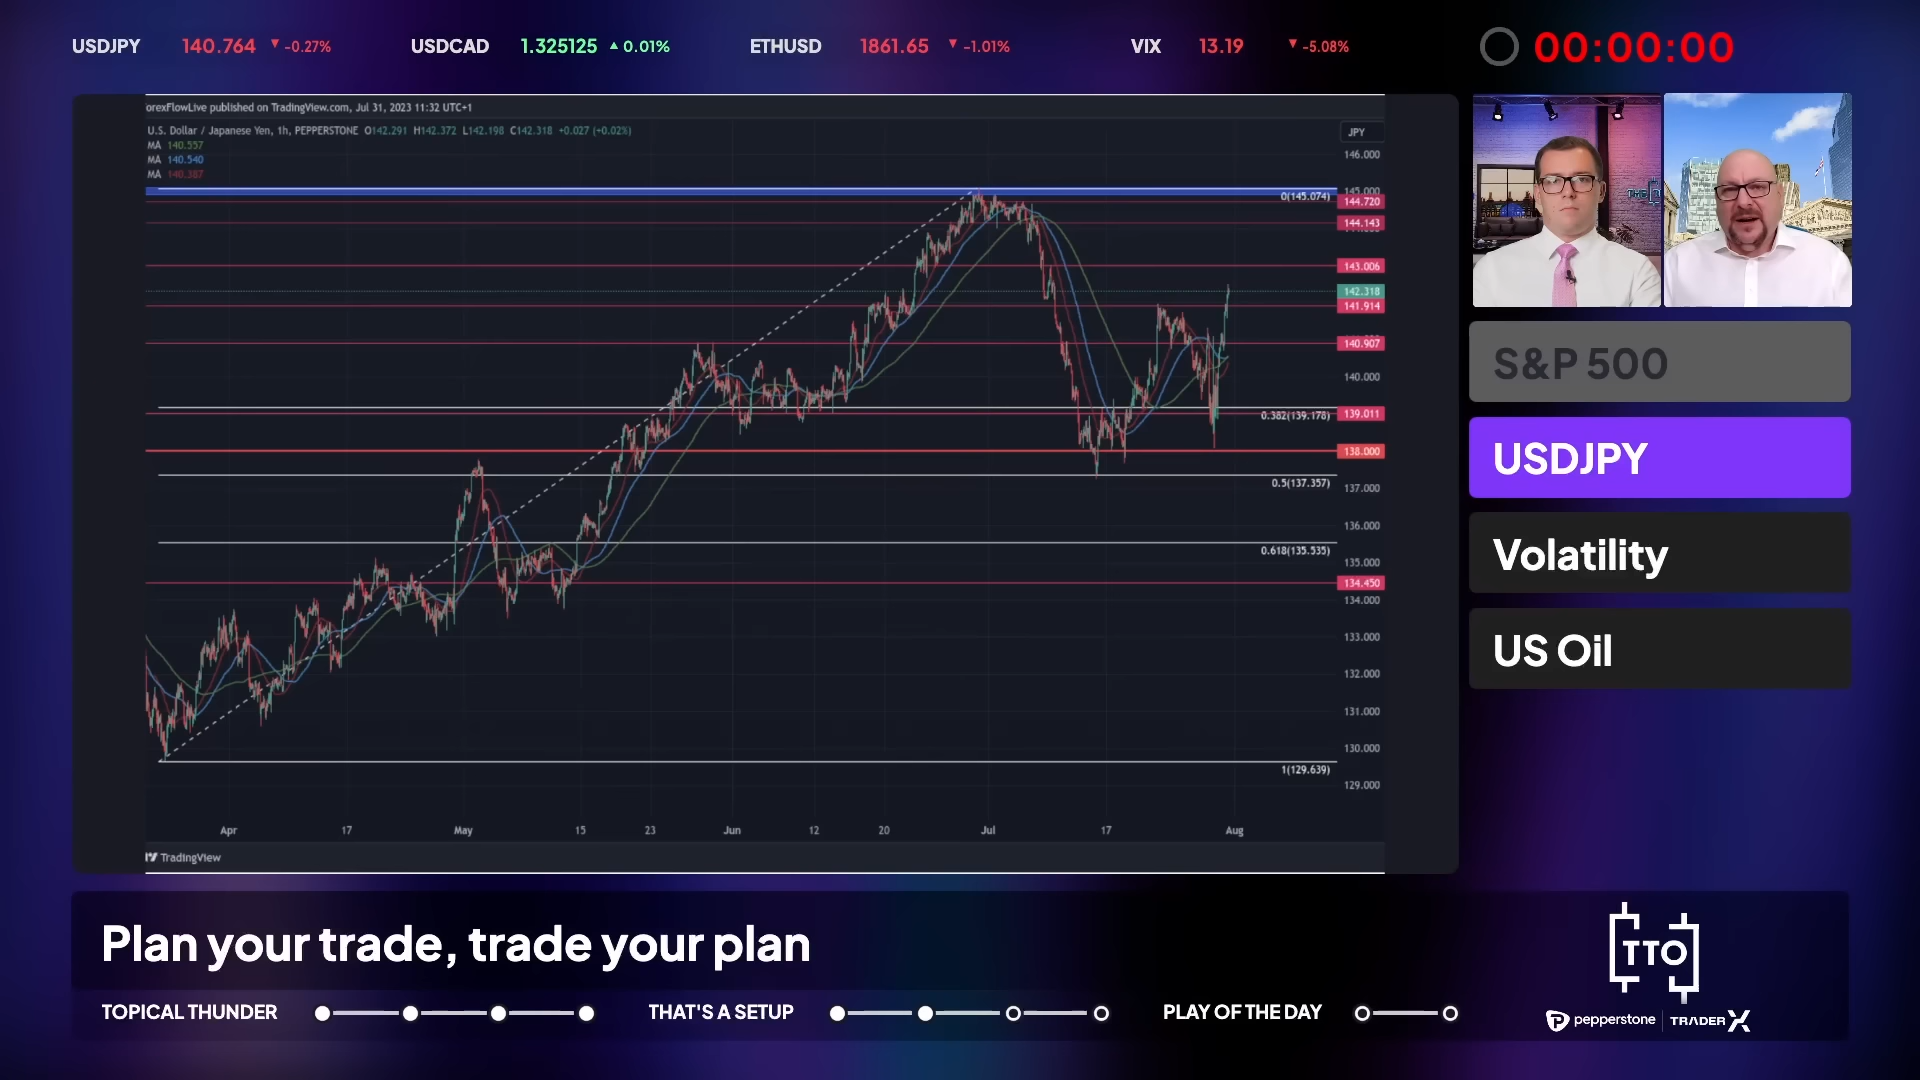 USDJPY 140.764 ▼ -0.27% USDCAD 1.325125 ▲ 0.01% ETHUSD 1861.65 ▼ -1.01% VIX 13.19 ▼ -5.08% 00:00:00
orexFlowLive published on TradingView.com, Jul 31, 2023 11:32 UTC+1
U.S. Dollar / Japanese Yen, 1h, PEPPERSTONE O142.291 H142.372 L142.198 C142.318 +0.027 (+0.02%)
MA 140.557
MA 140.540
MA 140.387
JPY
146.000
145.000
0(145.074)
144.720
144.143
143.006
142.318
141.914
140.907
140.000
0.382(139.178)
139.011
138.000
0.5(137.357)
137.000
136.000
0.618(135.535)
135.000
134.450
134.000
133.000
132.000
131.000
130.000
1(129.639)
129.000
Apr 17 May 15 23 Jun 12 20 Jul 17 Aug
TradingView
S&P 500
USDJPY
Volatility
US Oil
Plan your trade, trade your plan
TOPICAL THUNDER THAT'S A SETUP PLAY OF THE DAY
TTO
pepperstone | TRADER X